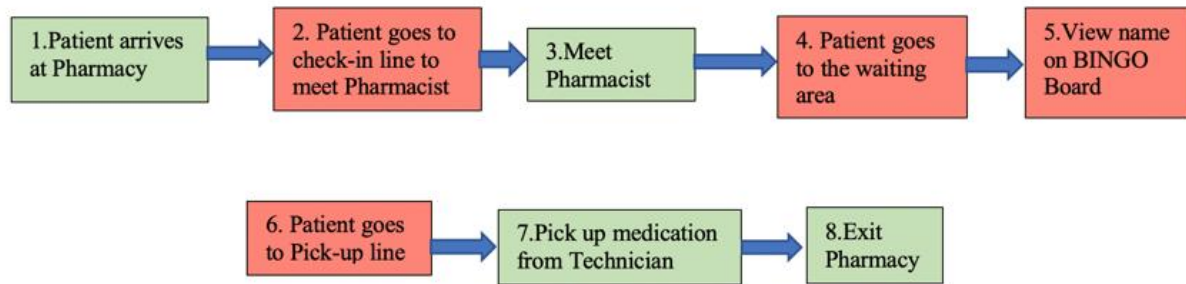 1.Patient arrives
at Pharmacy
2. Patient goes to
check-in line to
meet Pharmacist
3.Meet
Pharmacist
4. Patient goes
to the waiting
area
5.View name
on BINGO
Board
6. Patient goes
to Pick-up line
7.Pick up medication
from Technician
8.Exit
Pharmacy